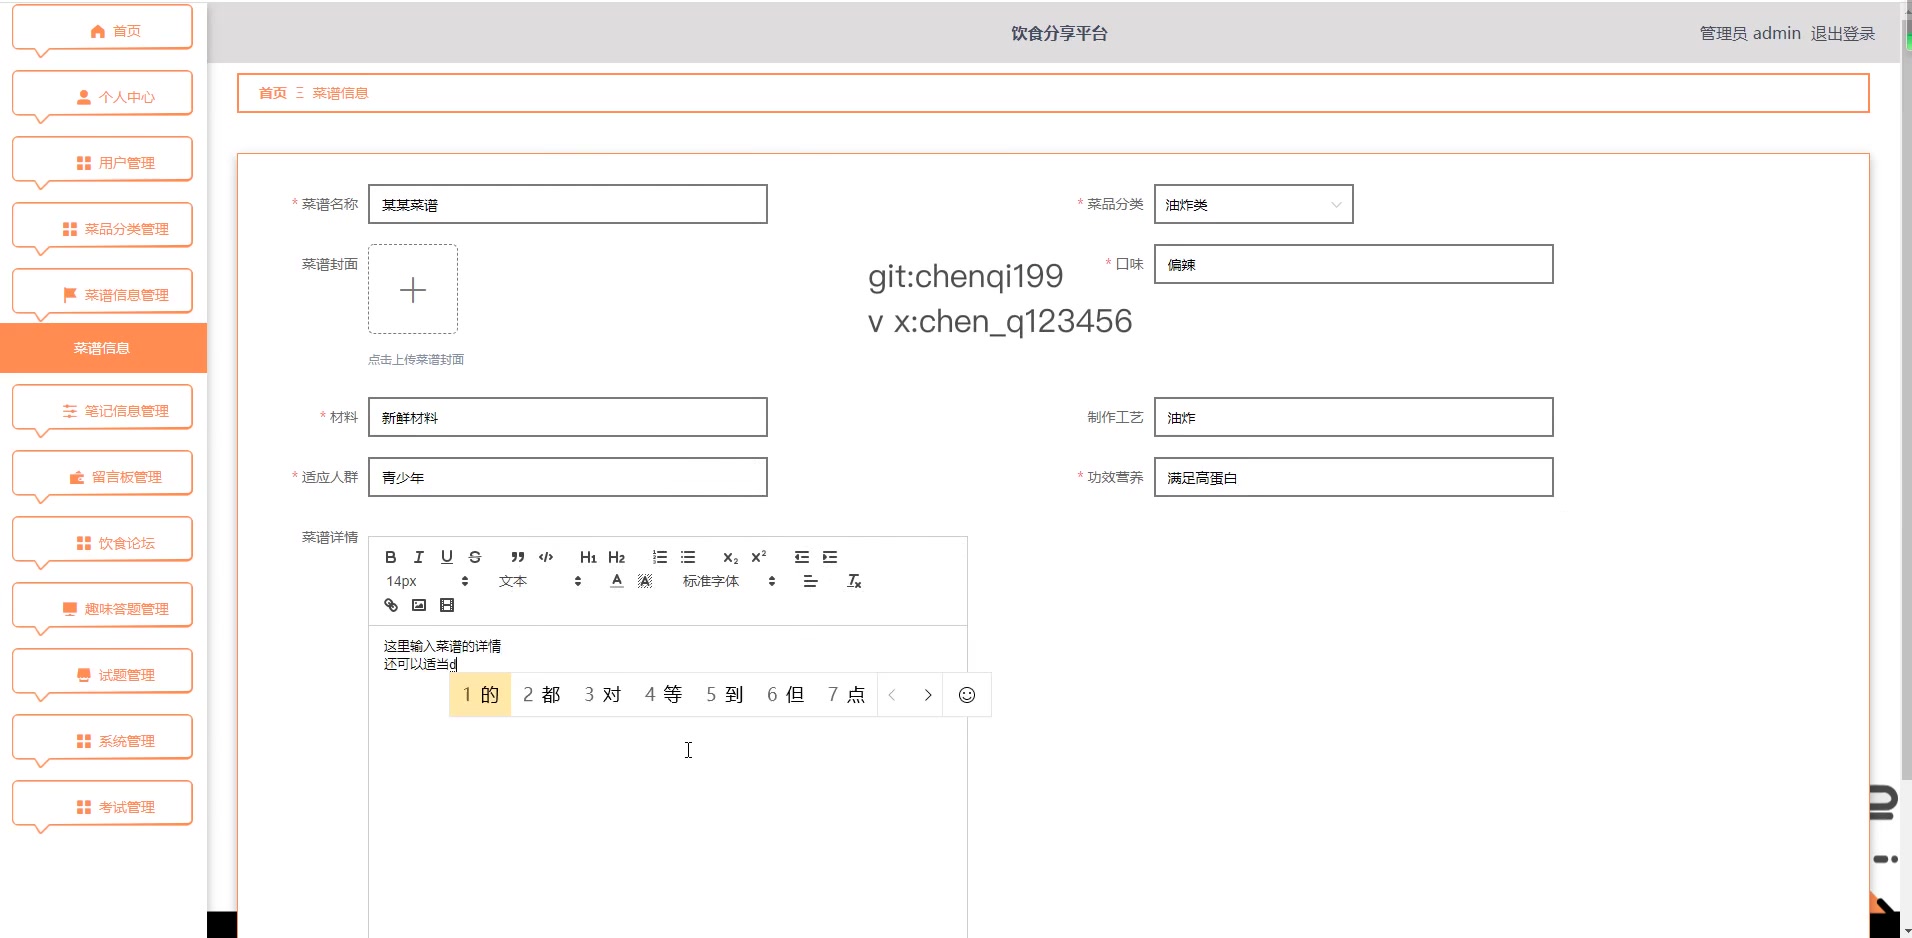 首页
个人中心
用户管理
菜品分类管理
菜谱信息管理
菜谱信息
笔记信息管理
留言板管理
饮食论坛
趣味答题管理
试题管理
系统管理
考试管理
饮食分享平台
管理员 admin 退出登录
首页 Ξ 菜谱信息
* 菜谱名称 某某菜谱
* 菜品分类 油炸类
菜谱封面
点击上传菜谱封面
* 口味 偏辣
git:chenqi199
v x:chen_q123456
* 材料 新鲜材料
制作工艺 油炸
* 适应人群 青少年
* 功效营养 满足高蛋白
菜谱详情
B I U S ” </> H1 H2 X2 X2
14px 文本 A A 标准字体 Tx
这里输入菜谱的详情
还可以适当d
1 的 2 都 3 对 4 等 5 到 6 但 7 点